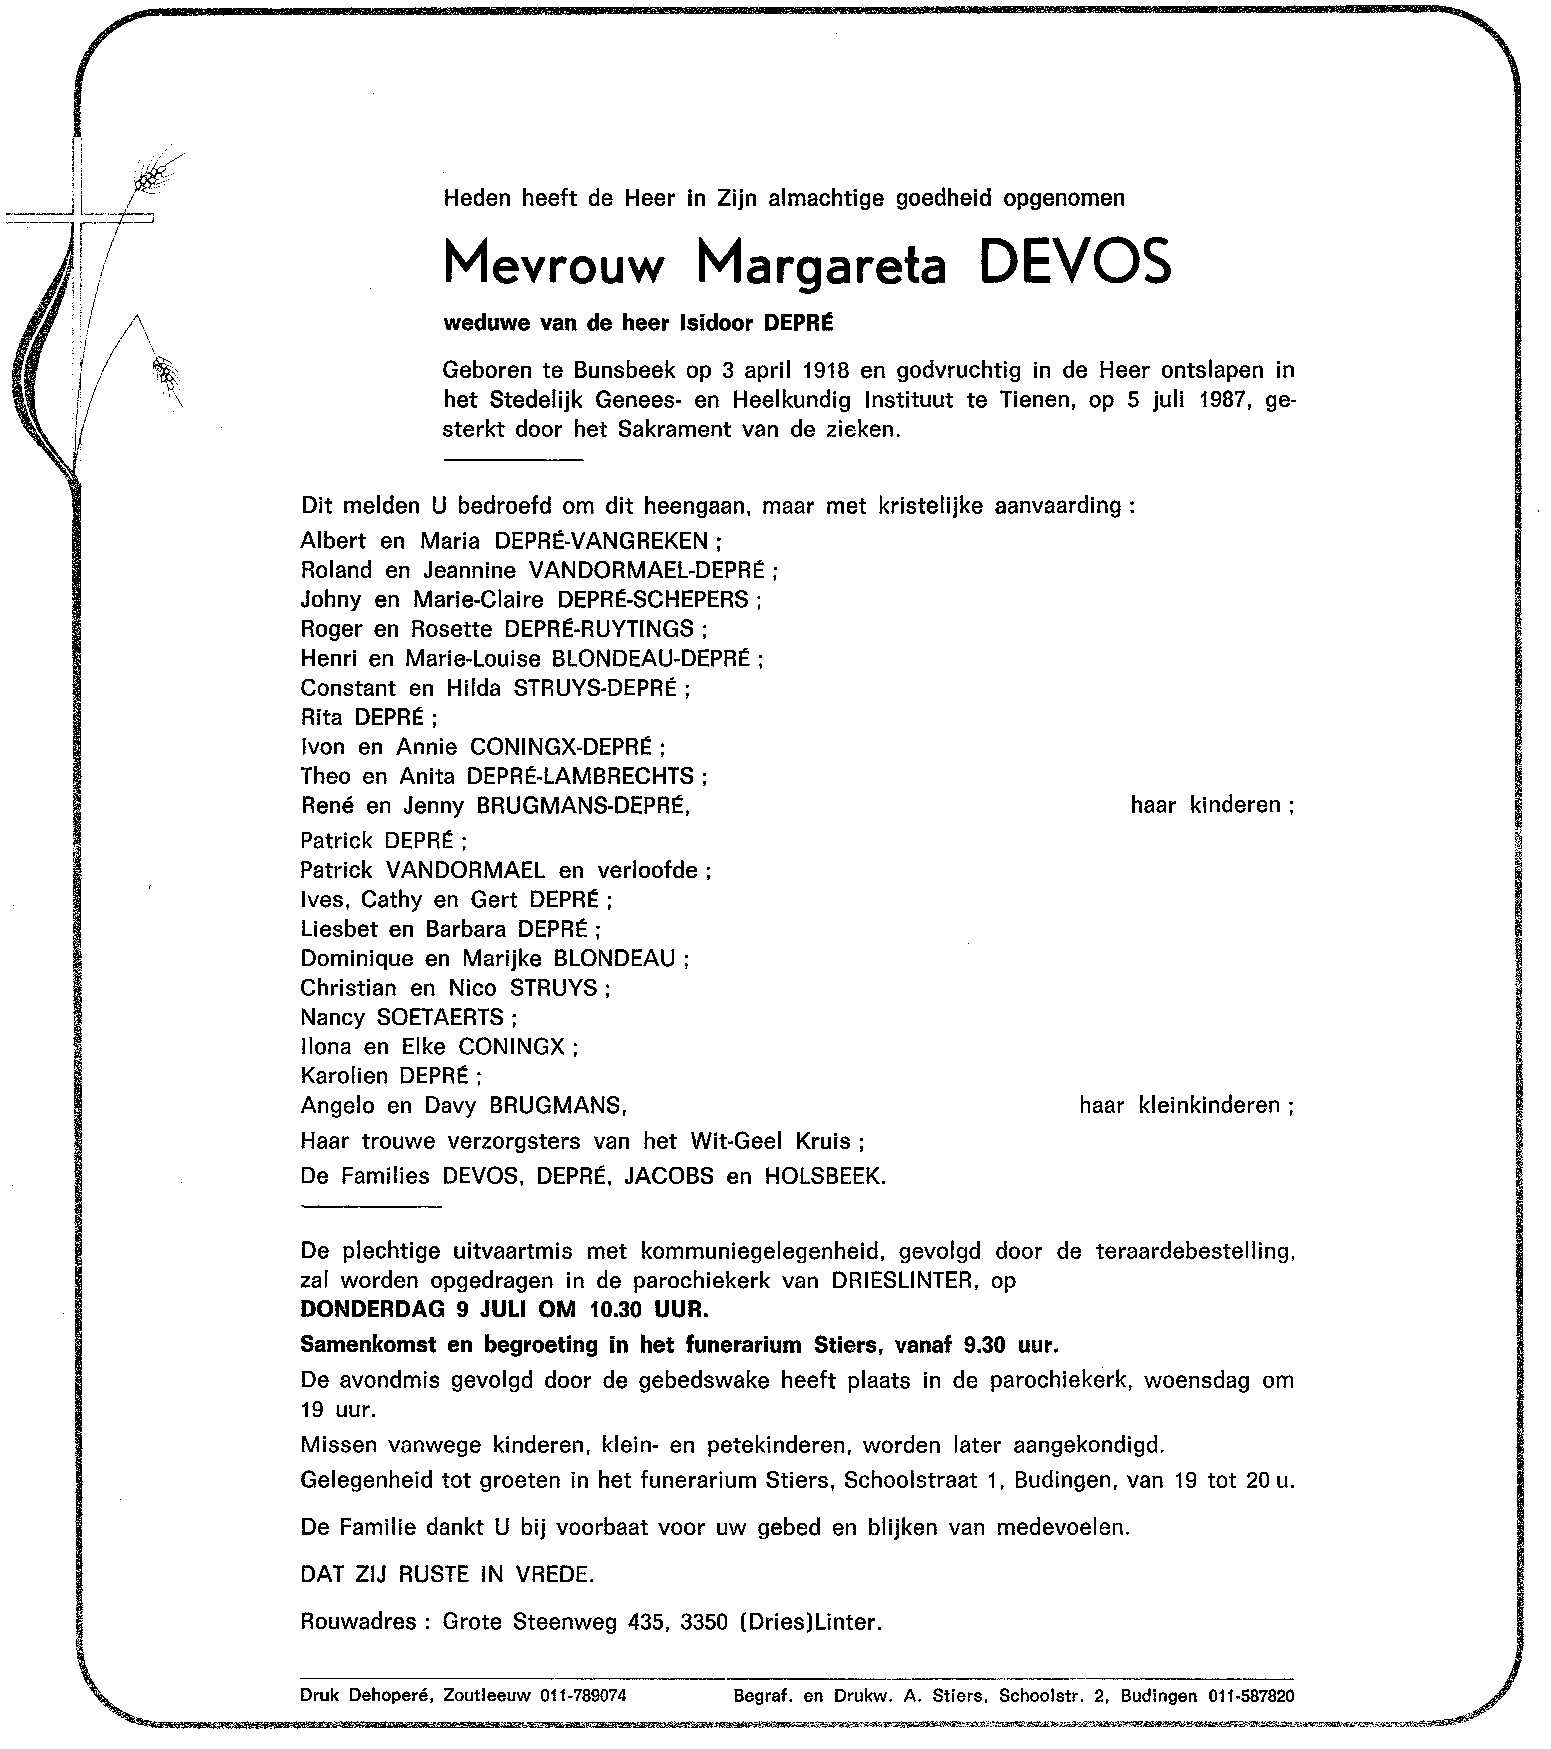 Heden heeft de Heer in Zijn almachtige goedheid opgenomen
Mevrouw Margareta DEVOS
weduwe van de heer Isidoor DEPRÉ
Geboren te Bunsbeek op 3 april 1918 en godvruchtig in de Heer ontslapen in
het Stedelijk Genees- en Heelkundig Instituut te Tienen, op 5 juli 1987, ge-
sterkt door het Sakrament van de zieken.
Dit melden U bedroefd om dit heengaan, maar met kristelijke aanvaarding :
Albert en Maria DEPRÉ-VANGREKEN ;
Roland en Jeannine VANDORMAEL-DEPRÉ ;
Johny en Marie-Claire DEPRÉ-SCHEPERS ;
Roger en Rosette DEPRÉ-RUYTINGS ;
Henri en Marie-Louise BLONDEAU-DEPRÉ ;
Constant en Hilda STRUYS-DEPRÉ ;
Rita DEPRÉ ;
Ivon en Annie CONINGX-DEPRÉ ;
Theo en Anita DEPRÉ-LAMBRECHTS ;
René en Jenny BRUGMANS-DEPRÉ, haar kinderen ;
Patrick DEPRÉ ;
Patrick VANDORMAEL en verloofde ;
Ives, Cathy en Gert DEPRÉ ;
Liesbet en Barbara DEPRÉ ;
Dominique en Marijke BLONDEAU ;
Christian en Nico STRUYS ;
Nancy SOETAERTS ;
Ilona en Elke CONINGX ;
Karolien DEPRÉ ;
Angelo en Davy BRUGMANS, haar kleinkinderen ;
Haar trouwe verzorgsters van het Wit-Geel Kruis ;
De Families DEVOS, DEPRÉ, JACOBS en HOLSBEEK.
De plechtige uitvaartmis met kommuniegelegenheid, gevolgd door de teraardebestelling,
zal worden opgedragen in de parochiekerk van DRIESLINTER, op
DONDERDAG 9 JULI OM 10.30 UUR.
Samenkomst en begroeting in het funerarium Stiers, vanaf 9.30 uur.
De avondmis gevolgd door de gebedswake heeft plaats in de parochiekerk, woensdag om
19 uur.
Missen vanwege kinderen, klein- en petekinderen, worden later aangekondigd.
Gelegenheid tot groeten in het funerarium Stiers, Schoolstraat 1, Budingen, van 19 tot 20 u.
De Familie dankt U bij voorbaat voor uw gebed en blijken van medevoelen.
DAT ZIJ RUSTE IN VREDE.
Rouwadres : Grote Steenweg 435, 3350 (Dries)Linter.
Druk Dehoperé, Zoutleeuw 011-789074 Begraf. en Drukw. A. Stiers, Schoolstr. 2, Budingen 011-587820